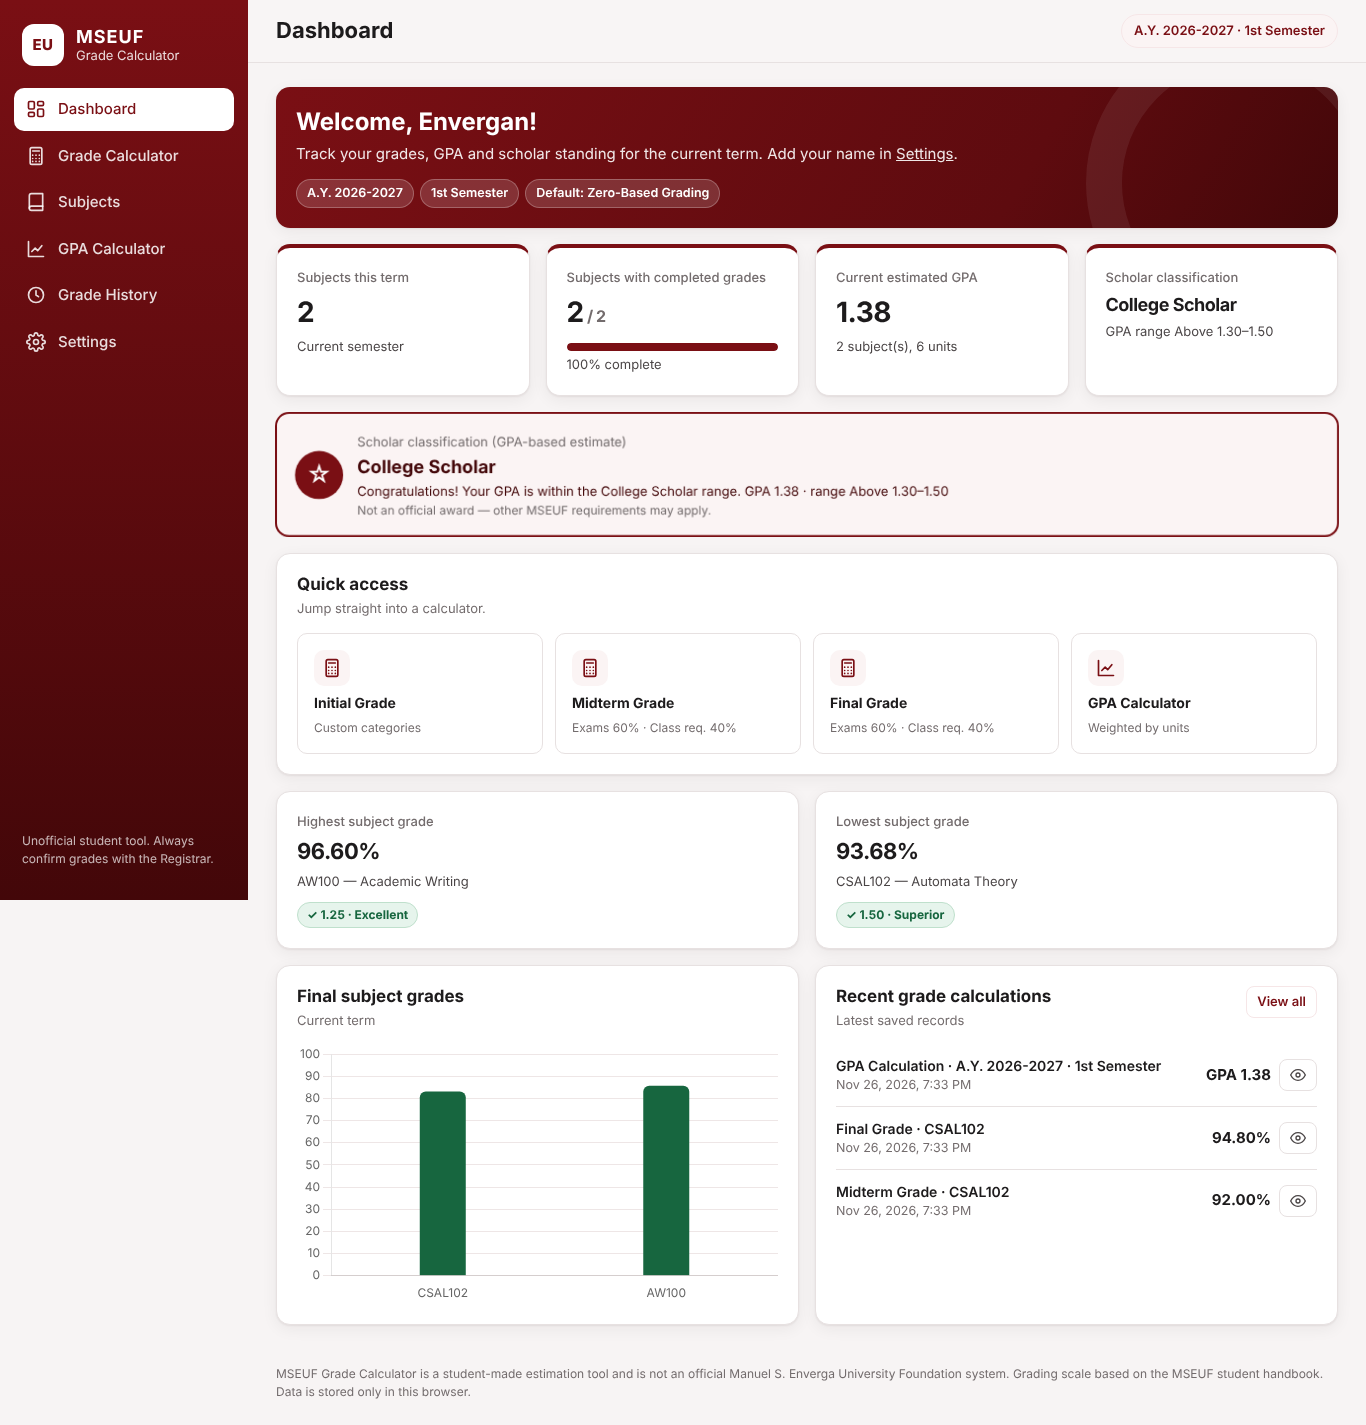 EU
MSEUF
Grade Calculator
Dashboard
Grade Calculator
Subjects
GPA Calculator
Grade History
Settings
Unofficial student tool. Always
confirm grades with the Registrar.
Dashboard
A.Y. 2026-2027 · 1st Semester
Welcome, Envergan!
Track your grades, GPA and scholar standing for the current term. Add your name in Settings.
A.Y. 2026-2027
1st Semester
Default: Zero-Based Grading
Subjects this term
2
Current semester
Subjects with completed grades
2 / 2
100% complete
Current estimated GPA
1.38
2 subject(s), 6 units
Scholar classification
College Scholar
GPA range Above 1.30–1.50
Scholar classification (GPA-based estimate)
College Scholar
Congratulations! Your GPA is within the College Scholar range. GPA 1.38 · range Above 1.30–1.50
Not an official award — other MSEUF requirements may apply.
Quick access
Jump straight into a calculator.
Initial Grade
Custom categories
Midterm Grade
Exams 60% · Class req. 40%
Final Grade
Exams 60% · Class req. 40%
GPA Calculator
Weighted by units
Highest subject grade
96.60%
AW100 — Academic Writing
✓ 1.25 · Excellent
Lowest subject grade
93.68%
CSAL102 — Automata Theory
✓ 1.50 · Superior
Final subject grades
Current term
100
90
80
70
60
50
40
30
20
10
0
CSAL102
AW100
Recent grade calculations
Latest saved records
View all
GPA Calculation · A.Y. 2026-2027 · 1st Semester
Nov 26, 2026, 7:33 PM
GPA 1.38
Final Grade · CSAL102
Nov 26, 2026, 7:33 PM
94.80%
Midterm Grade · CSAL102
Nov 26, 2026, 7:33 PM
92.00%
MSEUF Grade Calculator is a student-made estimation tool and is not an official Manuel S. Enverga University Foundation system. Grading scale based on the MSEUF student handbook.
Data is stored only in this browser.